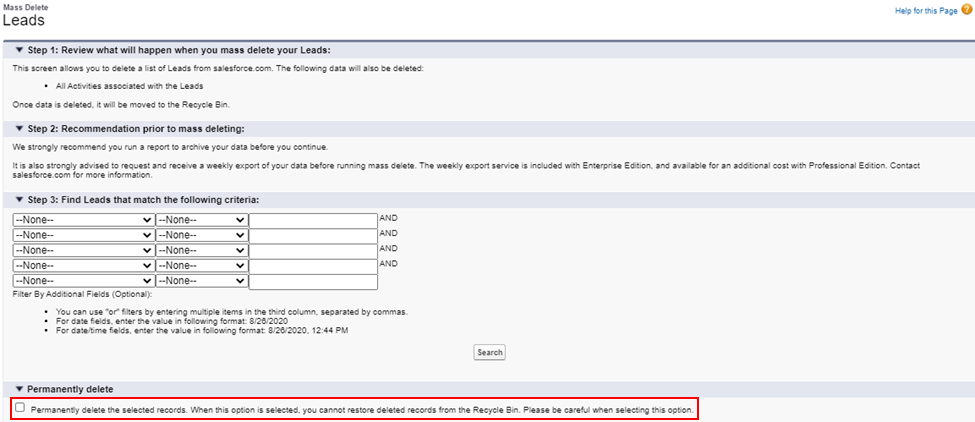 Mass Delete
Leads
Help for this Page ?
Step 1: Review what will happen when you mass delete your Leads:
This screen allows you to delete a list of Leads from salesforce.com. The following data will also be deleted:
• All Activities associated with the Leads
Once data is deleted, it will be moved to the Recycle Bin.
Step 2: Recommendation prior to mass deleting:
We strongly recommend you run a report to archive your data before you continue.
It is also strongly advised to request and receive a weekly export of your data before running mass delete. The weekly export service is included with Enterprise Edition, and available for an additional cost with Professional Edition. Contact
salesforce.com for more information.
Step 3: Find Leads that match the following criteria:
--None-- --None-- AND
--None-- --None-- AND
--None-- --None-- AND
--None-- --None-- AND
--None-- --None--
Filter By Additional Fields (Optional):
• You can use "or" filters by entering multiple items in the third column, separated by commas.
• For date fields, enter the value in following format: 8/26/2020
• For date/time fields, enter the value in following format: 8/26/2020, 12:44 PM
Search
Permanently delete
Permanently delete the selected records. When this option is selected, you cannot restore deleted records from the Recycle Bin. Please be careful when selecting this option.